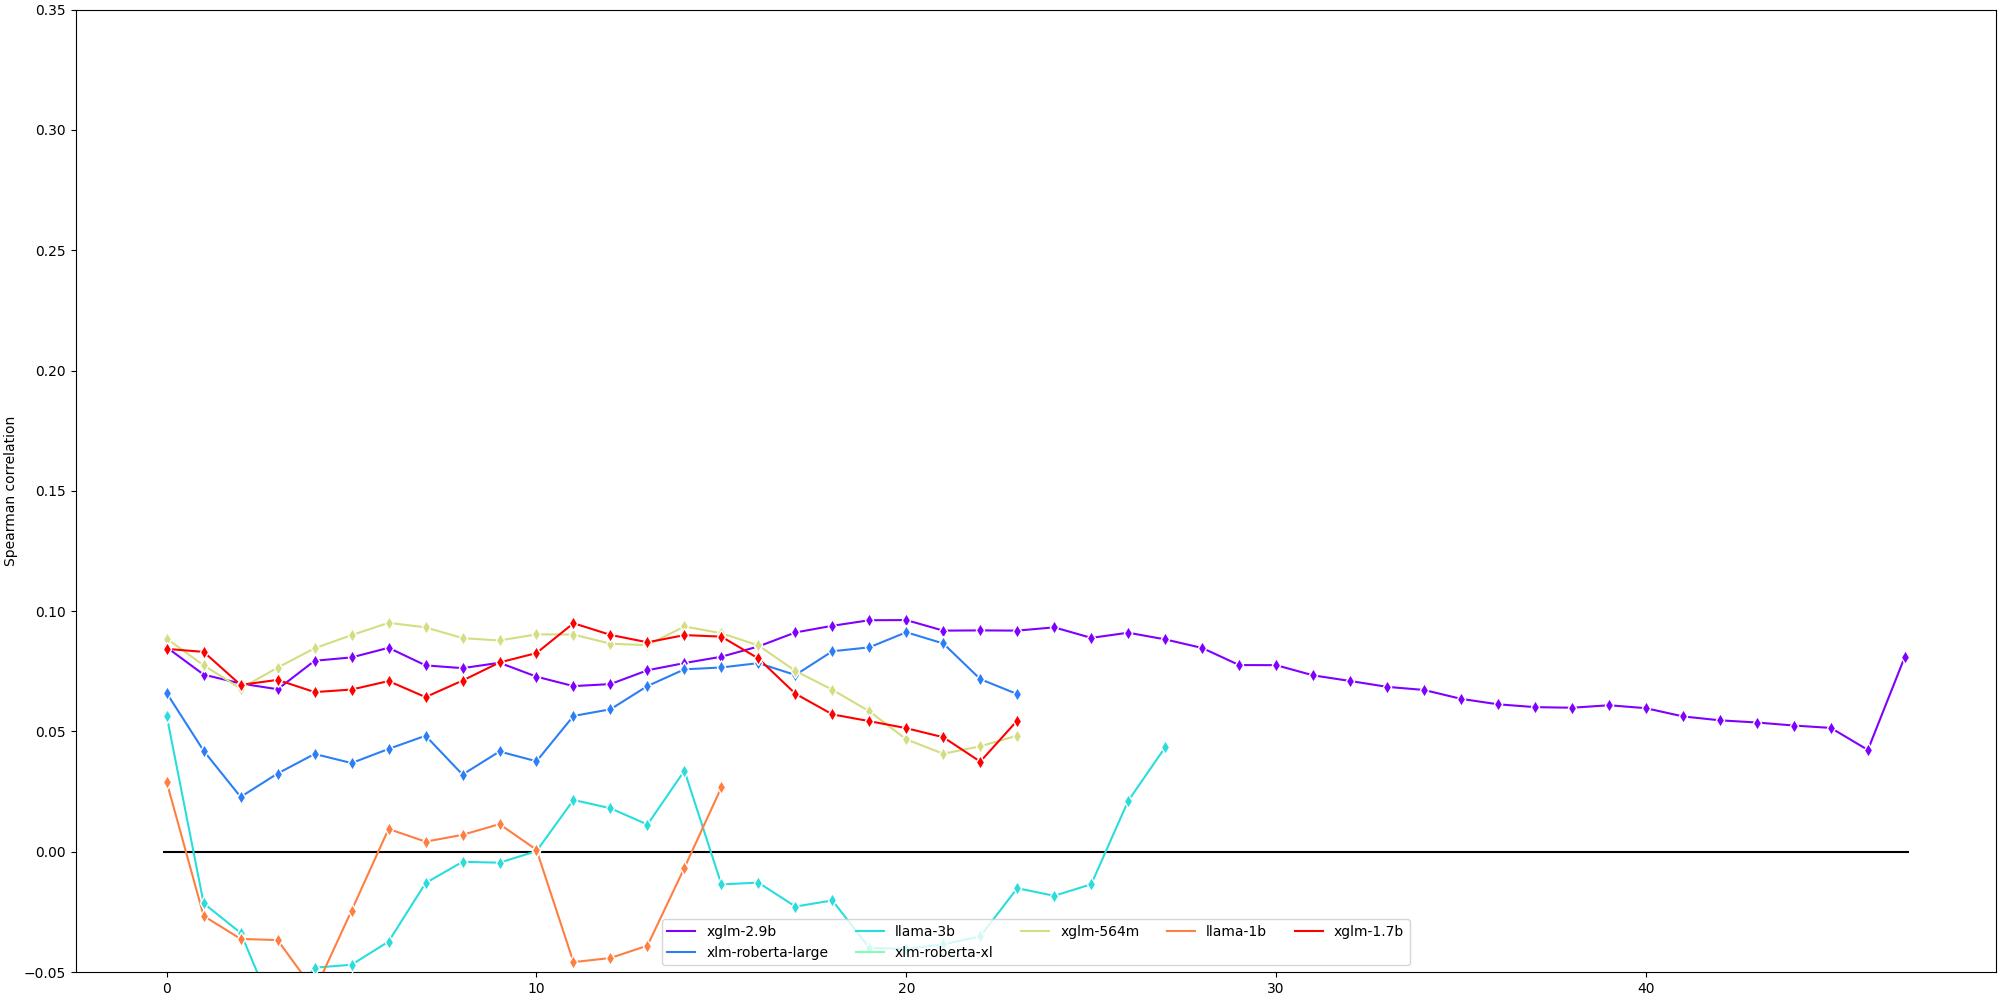 0.35
0.30
0.25
0.20
0.15
0.10
0.05
0.00
−0.05
Spearman correlation
xglm-2.9b llama-3b xglm-564m llama-1b xglm-1.7b
xlm-roberta-large xlm-roberta-xl
0 10 20 30 40